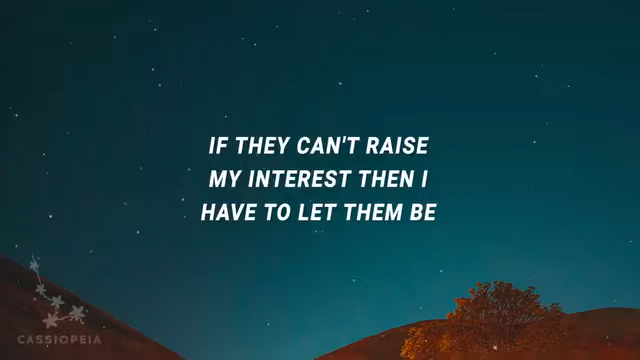 IF THEY CAN'T RAISE
MY INTEREST THEN I
HAVE TO LET THEM BE
CASSIOPEIA